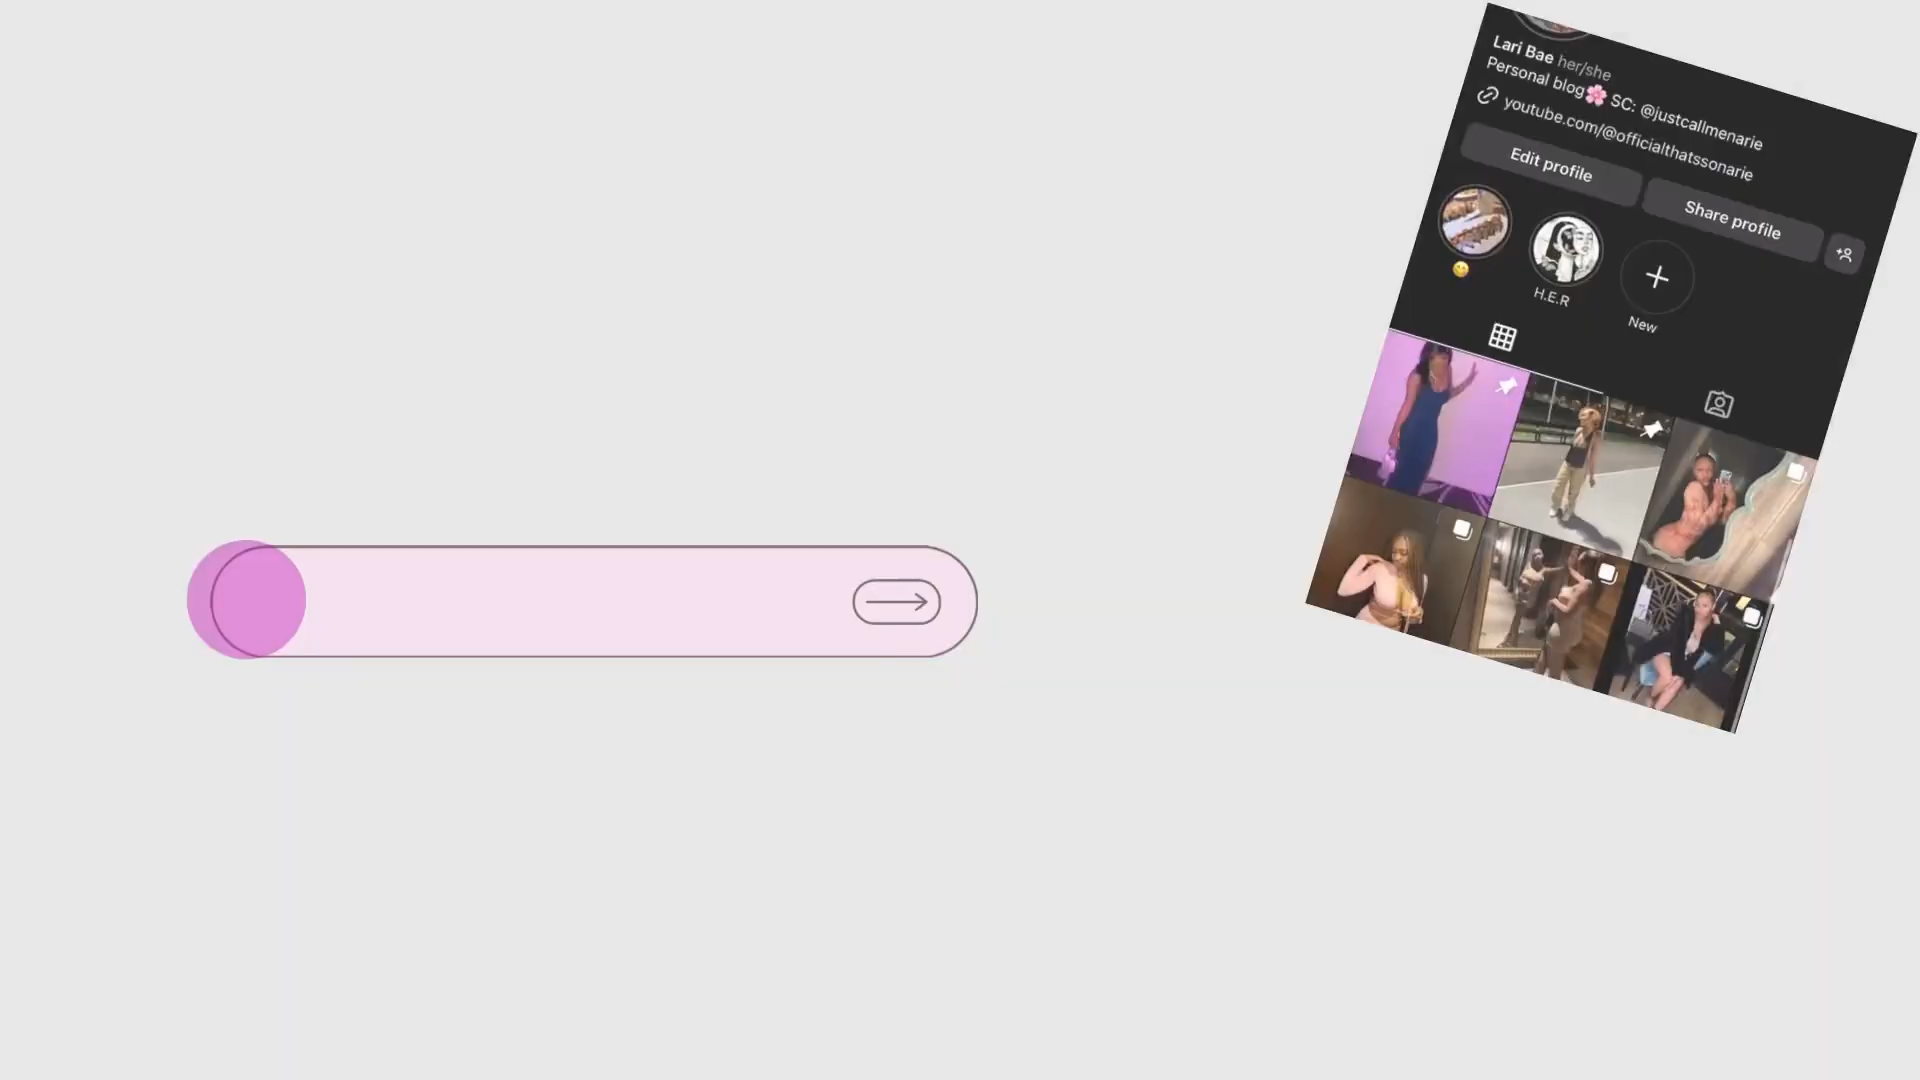 Lari Bae her/she
Personal blog🌸 SC: @justcallmenarie
youtube.com/@officialthatssonarie
Edit profile
Share profile
H.E.R
New